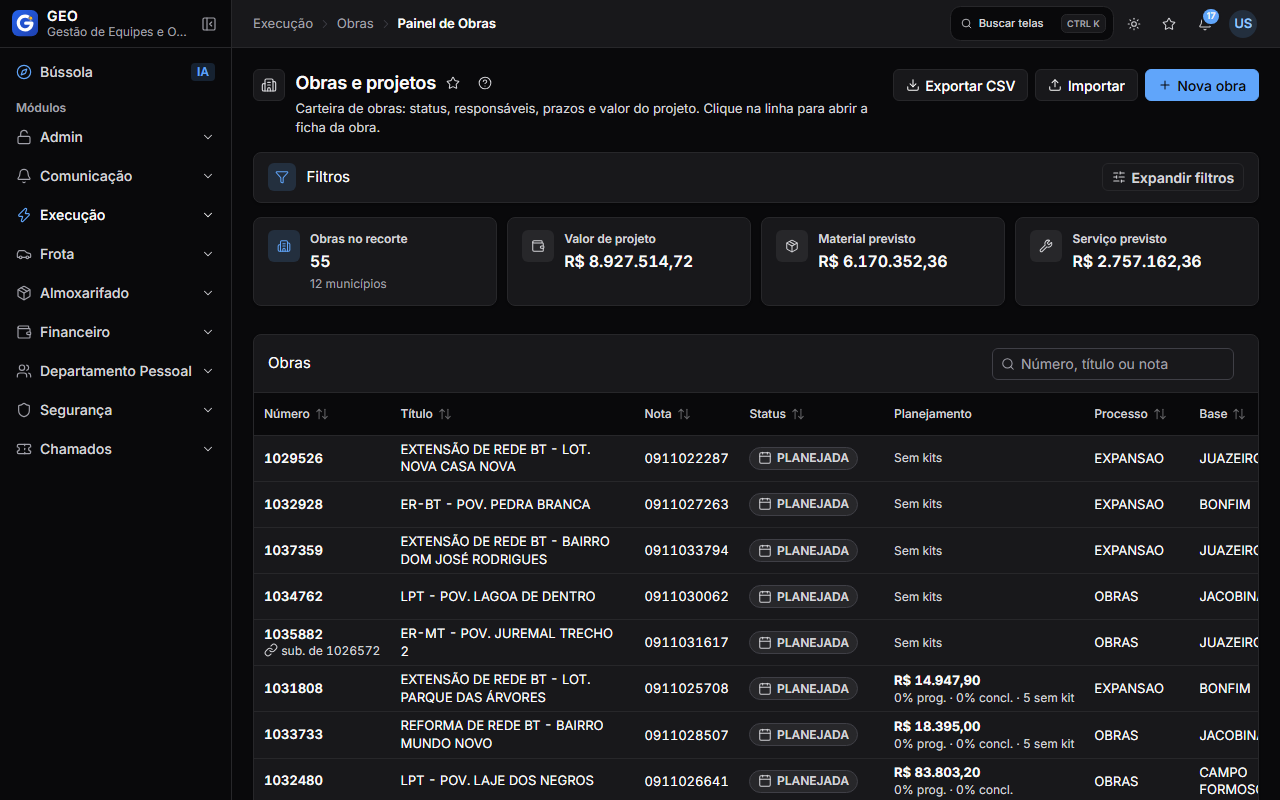 GEO
Gestão de Equipes e O...
Execução
Obras
Painel de Obras
Buscar telas
CTRL K
17
US
Bússola
IA
Módulos
Admin
Comunicação
Execução
Frota
Almoxarifado
Financeiro
Departamento Pessoal
Segurança
Chamados
Obras e projetos
Carteira de obras: status, responsáveis, prazos e valor do projeto. Clique na linha para abrir a
ficha da obra.
Exportar CSV
Importar
Nova obra
Filtros
Expandir filtros
Obras no recorte
55
12 municípios
Valor de projeto
R$ 8.927.514,72
Material previsto
R$ 6.170.352,36
Serviço previsto
R$ 2.757.162,36
Obras
Número, título ou nota
Número Título Nota Status Planejamento Processo Base
1029526 EXTENSÃO DE REDE BT - LOT.
NOVA CASA NOVA 0911022287 PLANEJADA Sem kits EXPANSAO JUAZEIRO
1032928 ER-BT - POV. PEDRA BRANCA 0911027263 PLANEJADA Sem kits EXPANSAO BONFIM
1037359 EXTENSÃO DE REDE BT - BAIRRO
DOM JOSÉ RODRIGUES 0911033794 PLANEJADA Sem kits EXPANSAO JUAZEIRO
1034762 LPT - POV. LAGOA DE DENTRO 0911030062 PLANEJADA Sem kits OBRAS JACOBINA
1035882
sub. de 1026572
ER-MT - POV. JUREMAL TRECHO
2
0911031617 PLANEJADA Sem kits OBRAS JUAZEIRO
1031808 EXTENSÃO DE REDE BT - LOT.
PARQUE DAS ÁRVORES 0911025708 PLANEJADA
R$ 14.947,90
0% prog. · 0% concl. · 5 sem kit
EXPANSAO BONFIM
1033733 REFORMA DE REDE BT - BAIRRO
MUNDO NOVO 0911028507 PLANEJADA
R$ 18.395,00
0% prog. · 0% concl. · 5 sem kit
OBRAS JACOBINA
1032480 LPT - POV. LAJE DOS NEGROS 0911026641 PLANEJADA
R$ 83.803,20
0% prog. · 0% concl.
OBRAS
CAMPO
FORMOSO